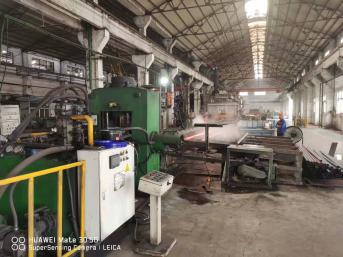 HUAWEI Mate 30 5G
SuperSensing Camera | LEICA